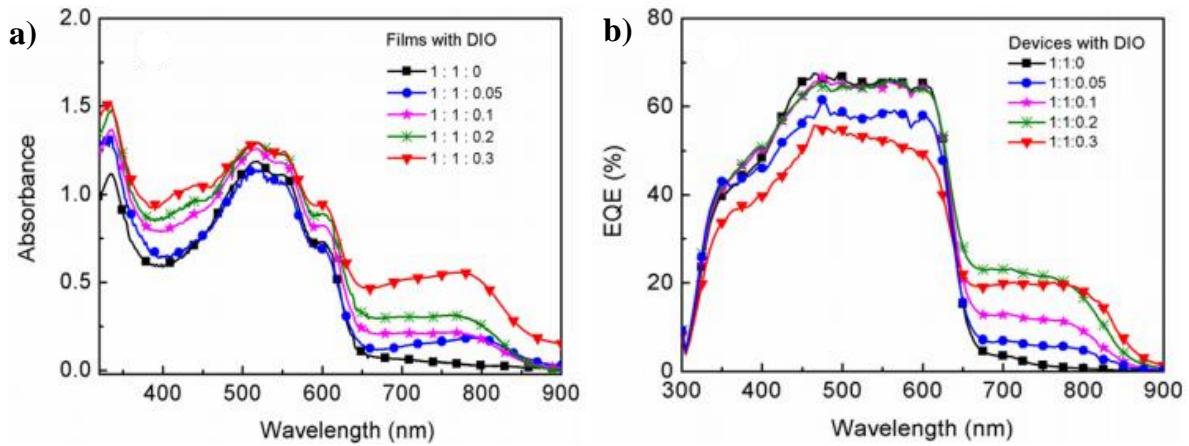 a)
Films with DIO
1 : 1 : 0
1 : 1 : 0.05
1 : 1 : 0.1
1 : 1 : 0.2
1 : 1 : 0.3
Absorbance
2.0
1.5
1.0
0.5
0.0
400 500 600 700 800 900
Wavelength (nm)
b)
Devices with DIO
1:1:0
1:1:0.05
1:1:0.1
1:1:0.2
1:1:0.3
EQE (%)
80
60
40
20
0
300 400 500 600 700 800 900
Wavelength (nm)